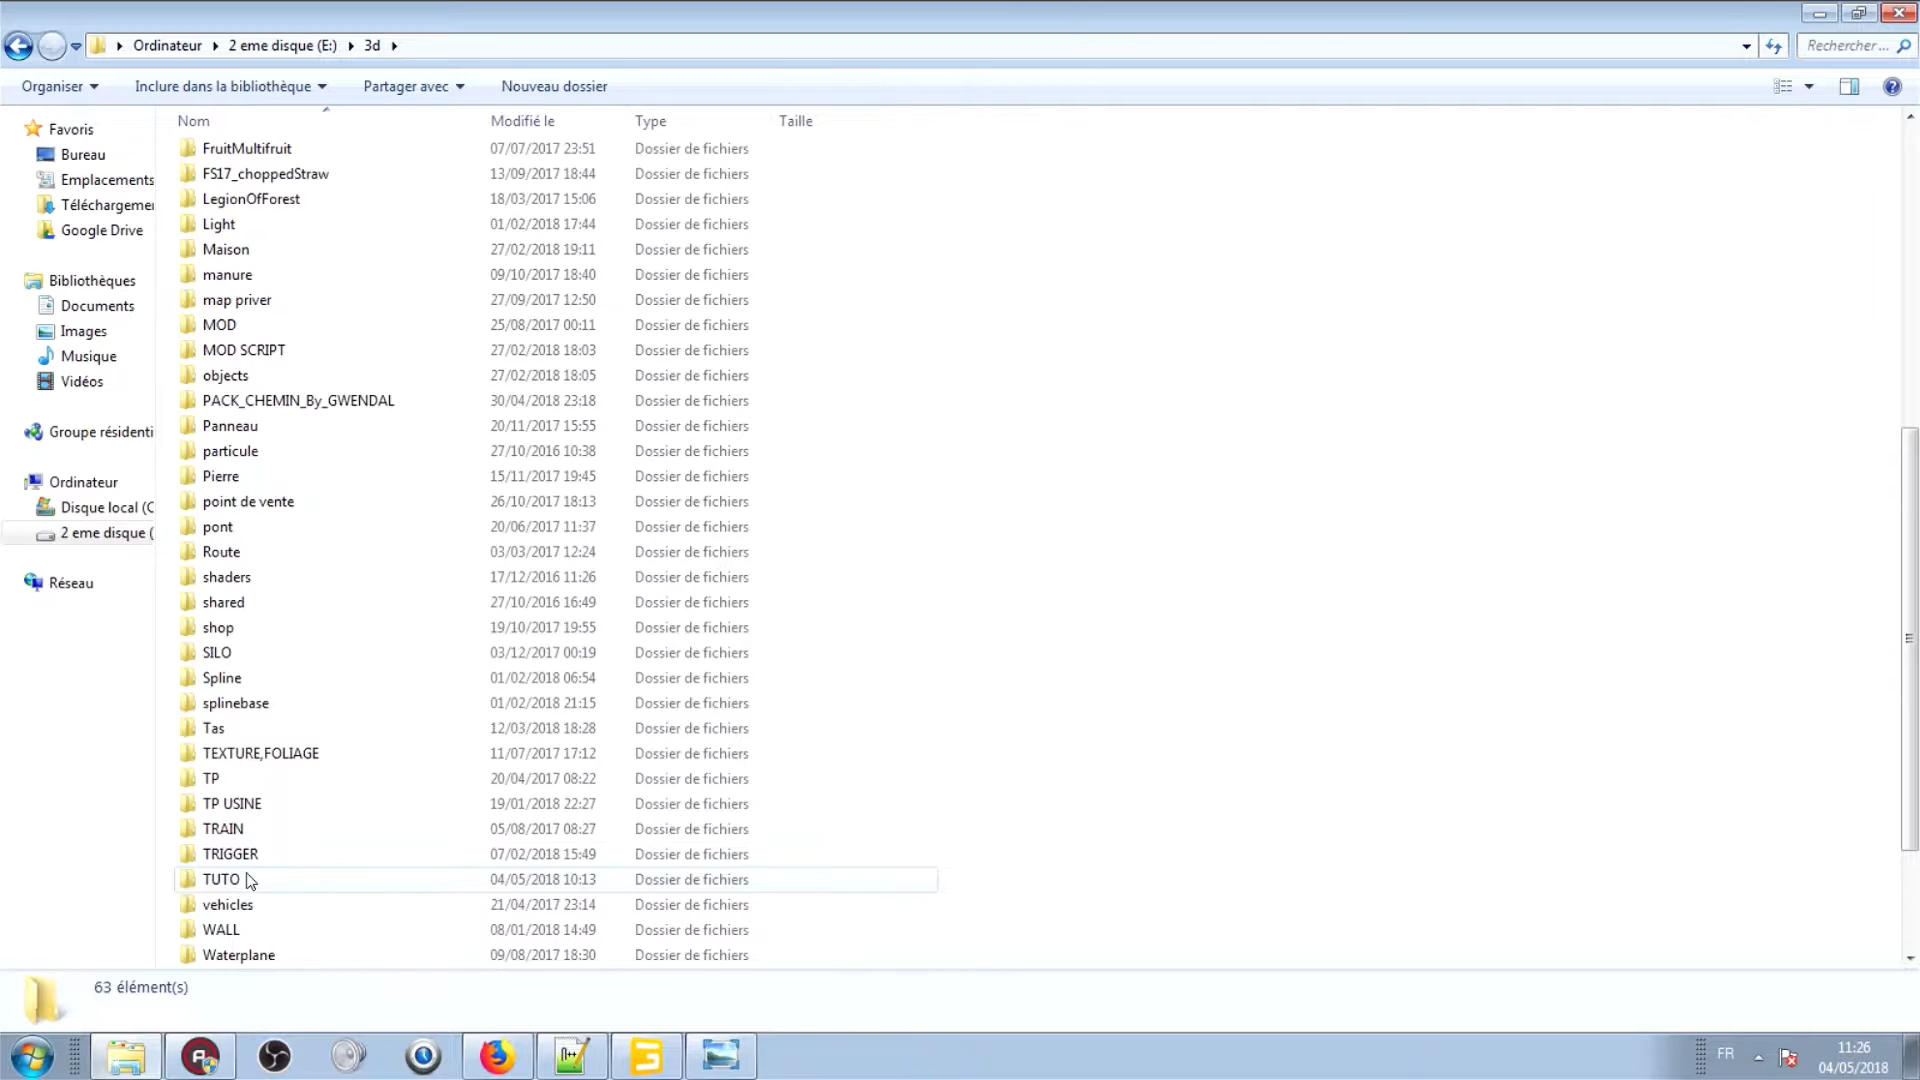 Ordinateur 2 eme disque (E:) 3d
Rechercher ...
Organiser Inclure dans la bibliothèque Partager avec Nouveau dossier
Nom Modifié le Type Taille
Favoris
Bureau
Emplacements
Téléchargemen
Google Drive
Bibliothèques
Documents
Images
Musique
Vidéos
Groupe résidenti
Ordinateur
Disque local (C
2 eme disque (
Réseau
FruitMultifruit 07/07/2017 23:51 Dossier de fichiers
FS17_choppedStraw 13/09/2017 18:44 Dossier de fichiers
LegionOfForest 18/03/2017 15:06 Dossier de fichiers
Light 01/02/2018 17:44 Dossier de fichiers
Maison 27/02/2018 19:11 Dossier de fichiers
manure 09/10/2017 18:40 Dossier de fichiers
map priver 27/09/2017 12:50 Dossier de fichiers
MOD 25/08/2017 00:11 Dossier de fichiers
MOD SCRIPT 27/02/2018 18:03 Dossier de fichiers
objects 27/02/2018 18:05 Dossier de fichiers
PACK_CHEMIN_By_GWENDAL 30/04/2018 23:18 Dossier de fichiers
Panneau 20/11/2017 15:55 Dossier de fichiers
particule 27/10/2016 10:38 Dossier de fichiers
Pierre 15/11/2017 19:45 Dossier de fichiers
point de vente 26/10/2017 18:13 Dossier de fichiers
pont 20/06/2017 11:37 Dossier de fichiers
Route 03/03/2017 12:24 Dossier de fichiers
shaders 17/12/2016 11:26 Dossier de fichiers
shared 27/10/2016 16:49 Dossier de fichiers
shop 19/10/2017 19:55 Dossier de fichiers
SILO 03/12/2017 00:19 Dossier de fichiers
Spline 01/02/2018 06:54 Dossier de fichiers
splinebase 01/02/2018 21:15 Dossier de fichiers
Tas 12/03/2018 18:28 Dossier de fichiers
TEXTURE,FOLIAGE 11/07/2017 17:12 Dossier de fichiers
TP 20/04/2017 08:22 Dossier de fichiers
TP USINE 19/01/2018 22:27 Dossier de fichiers
TRAIN 05/08/2017 08:27 Dossier de fichiers
TRIGGER 07/02/2018 15:49 Dossier de fichiers
TUTO 04/05/2018 10:13 Dossier de fichiers
vehicles 21/04/2017 23:14 Dossier de fichiers
WALL 08/01/2018 14:49 Dossier de fichiers
Waterplane 09/08/2017 18:30 Dossier de fichiers
63 élément(s)
FR
11:26
04/05/2018